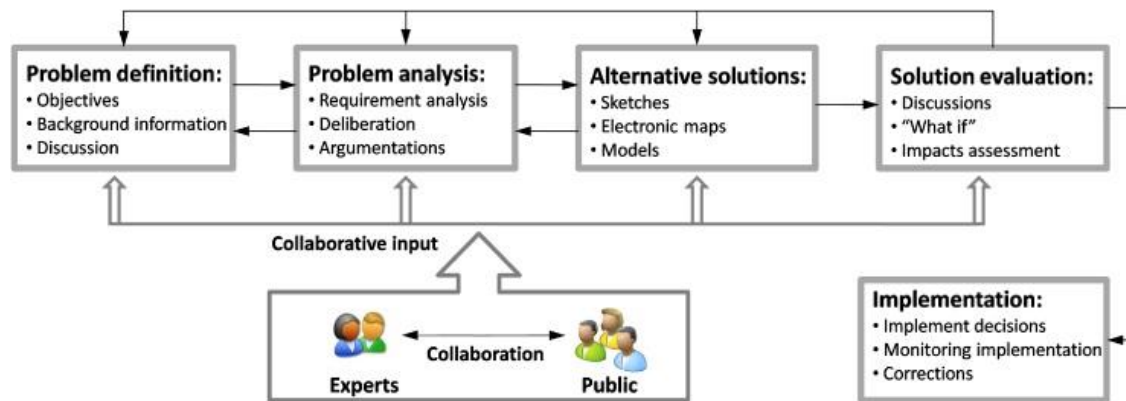 Problem definition:
• Objectives
• Background information
• Discussion
Problem analysis:
• Requirement analysis
• Deliberation
• Argumentations
Alternative solutions:
• Sketches
• Electronic maps
• Models
Solution evaluation:
• Discussions
• “What if”
• Impacts assessment
Collaborative input
Collaboration
Experts
Public
Implementation:
• Implement decisions
• Monitoring implementation
• Corrections